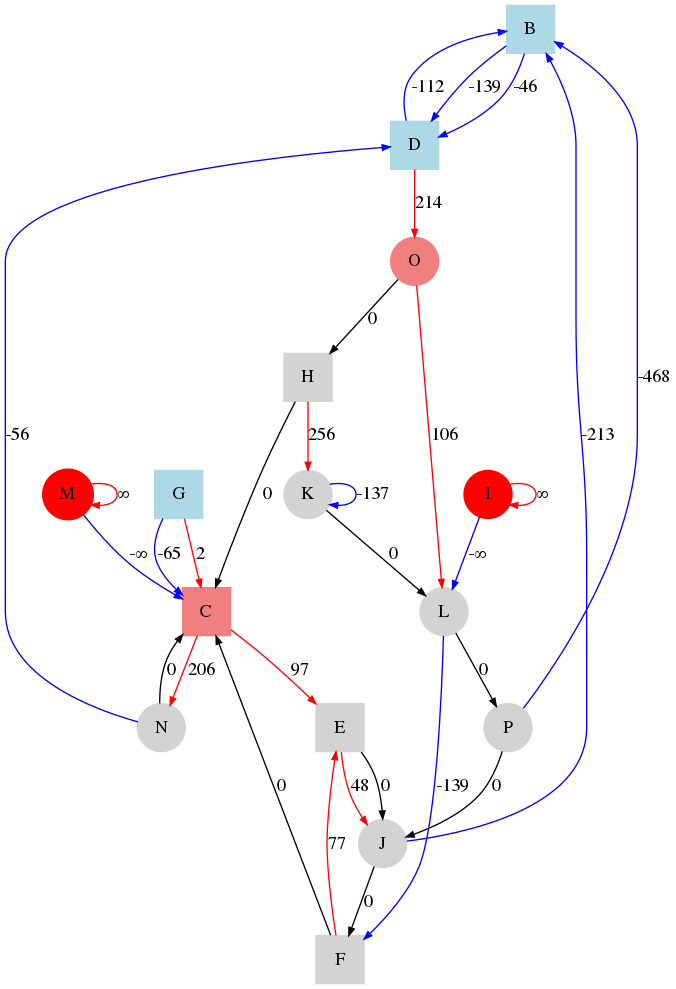 B
-112 -139 -46
D
214
O
0
H
256 106 -468
-56 -213
M G K I
∞ -137 ∞
0
-∞ -65 2 0 -∞
C L
0 206 97 0
N E P
48 0 -139 0
0
77 J
0
F